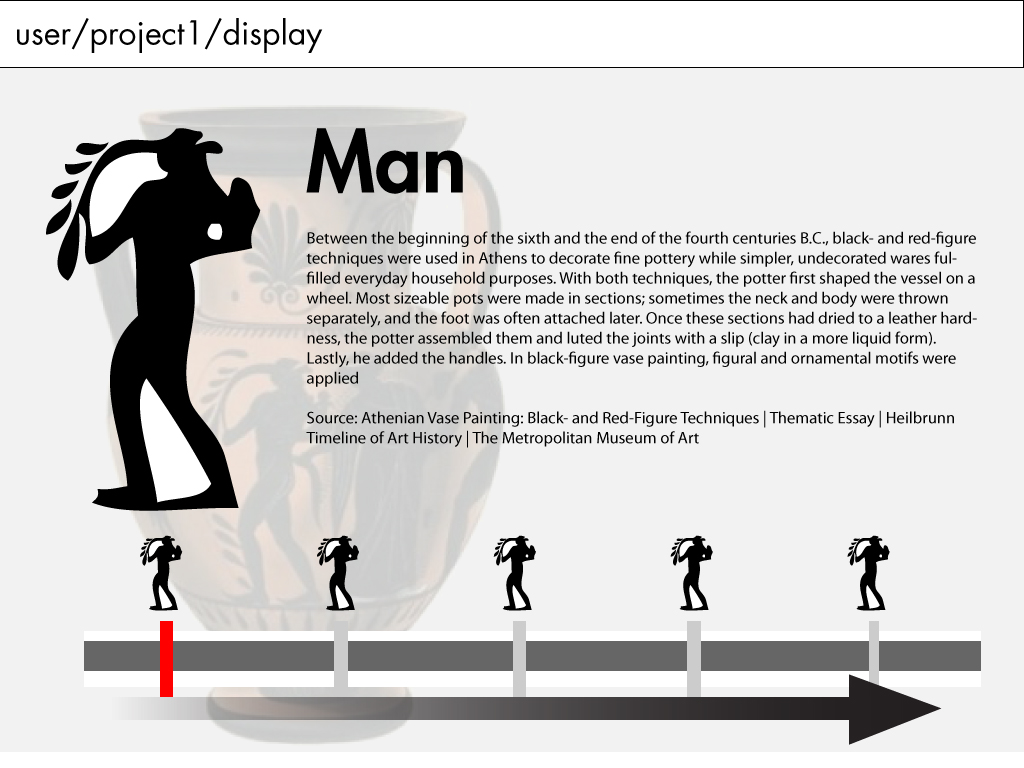 user/project1/display
Man
Between the beginning of the sixth and the end of the fourth centuries B.C., black- and red-figure
techniques were used in Athens to decorate fine pottery while simpler, undecorated wares ful-
filled everyday household purposes. With both techniques, the potter first shaped the vessel on a
wheel. Most sizeable pots were made in sections; sometimes the neck and body were thrown
separately, and the foot was often attached later. Once these sections had dried to a leather hard-
ness, the potter assembled them and luted the joints with a slip (clay in a more liquid form).
Lastly, he added the handles. In black-figure vase painting, figural and ornamental motifs were
applied
Source: Athenian Vase Painting: Black- and Red-Figure Techniques | Thematic Essay | Heilbrunn
Timeline of Art History | The Metropolitan Museum of Art